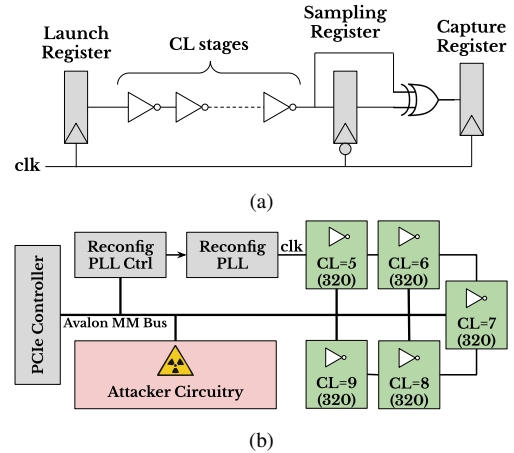 Launch
Register
CL stages
Sampling
Register
Capture
Register
clk
(a)
PCIe Controller
Reconfig
PLL Ctrl
Reconfig
PLL
clk
CL=5
(320)
CL=6
(320)
CL=7
(320)
Avalon MM Bus
Attacker Circuitry
CL=9
(320)
CL=8
(320)
(b)